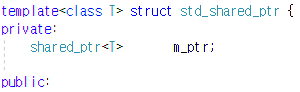 template<class T> struct std_shared_ptr {
private:
shared_ptr<T> m_ptr;
public: